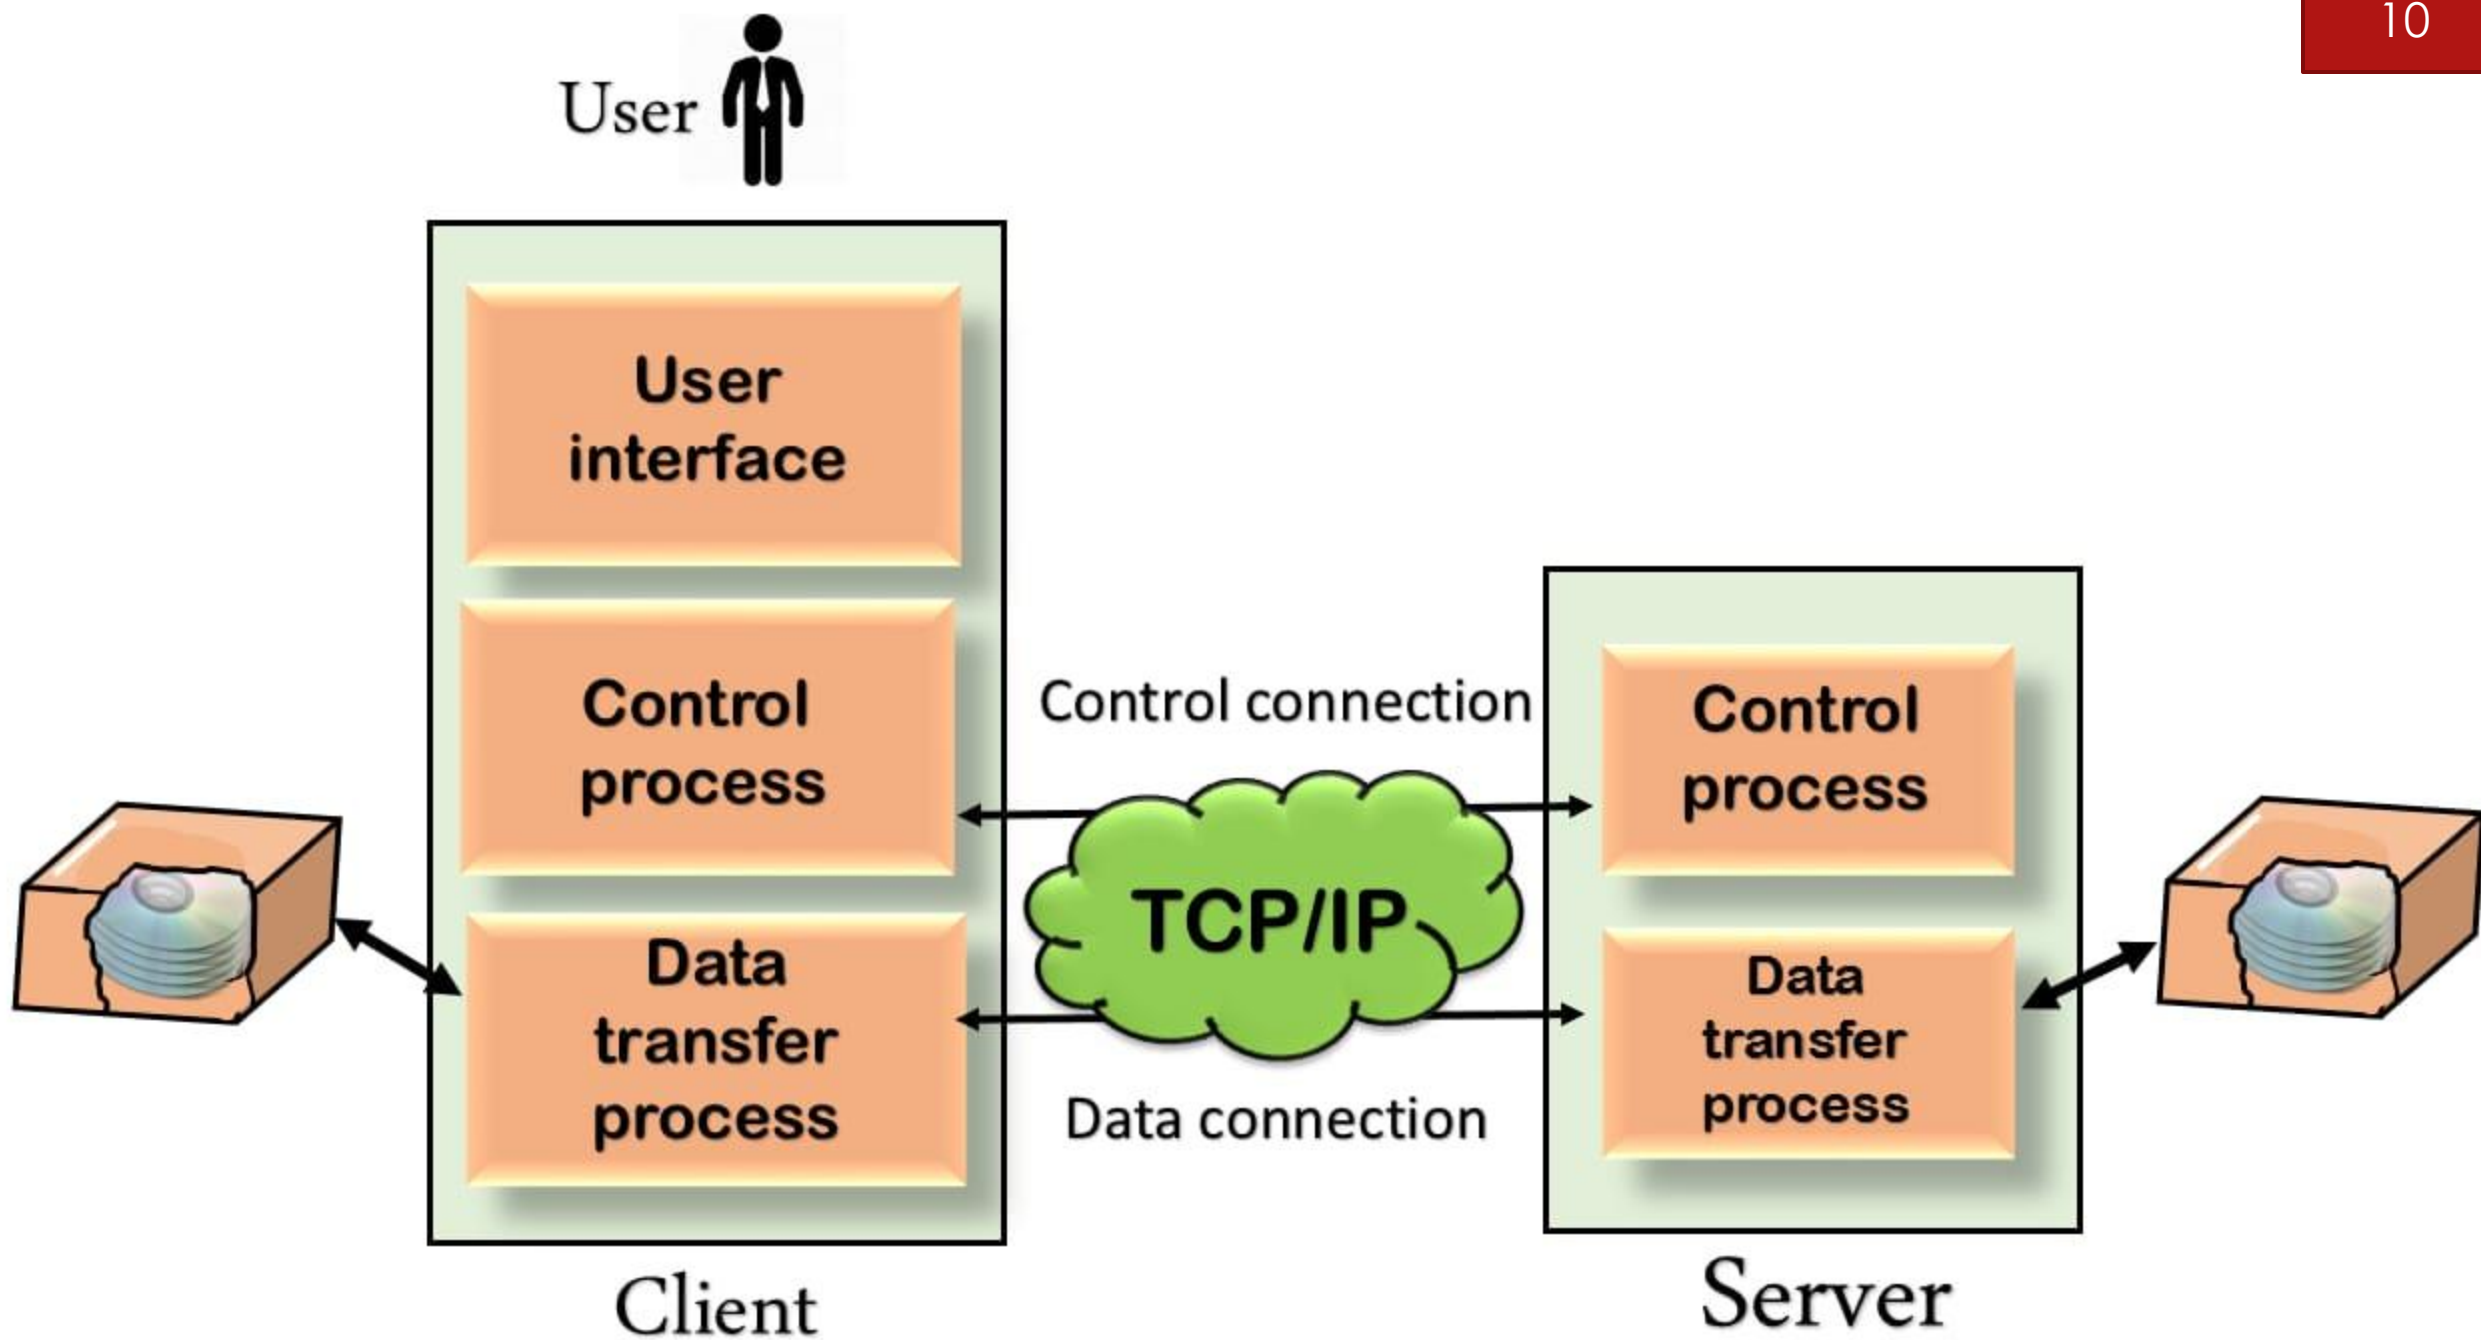 10
User
User
interface
Control
process
Data
transfer
process
Client
Control connection
TCP/IP
Data connection
Control
process
Data
transfer
process
Server